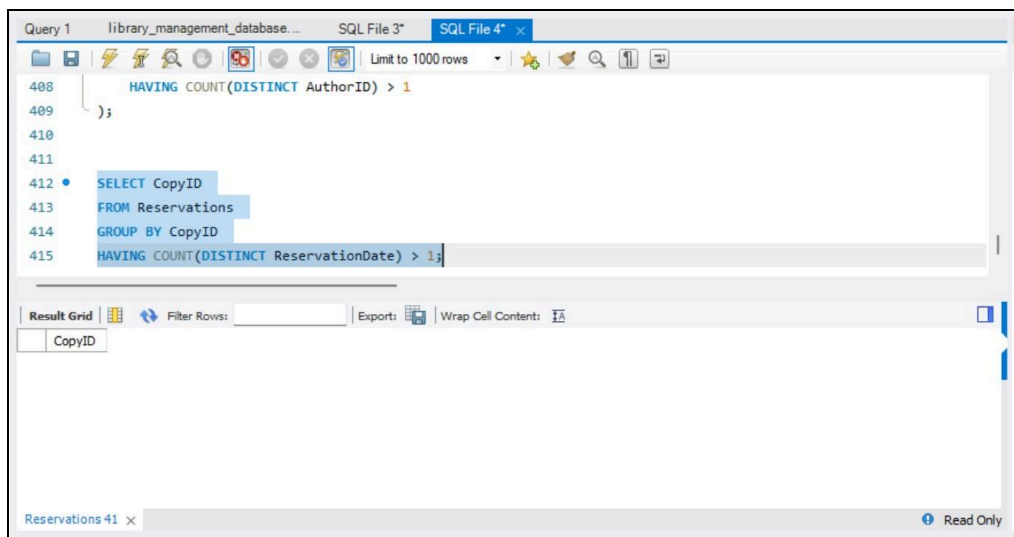 Query 1 library_management_database... SQL File 3* SQL File 4* ×
Limit to 1000 rows
408 HAVING COUNT(DISTINCT AuthorID) > 1
409 );
410
411
412 SELECT CopyID
413 FROM Reservations
414 GROUP BY CopyID
415 HAVING COUNT(DISTINCT ReservationDate) > 1;
Result Grid Filter Rows: Export: Wrap Cell Content:
CopyID
Reservations 41 × Read Only